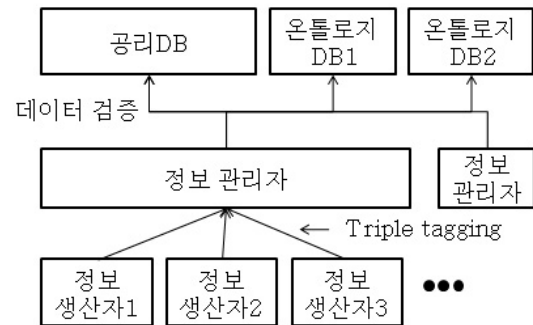 공리DB
온톨로지
DB1
온톨로지
DB2
데이터 검증
정보 관리자
정보
관리자
Triple tagging
정보
생산자1
정보
생산자2
정보
생산자3